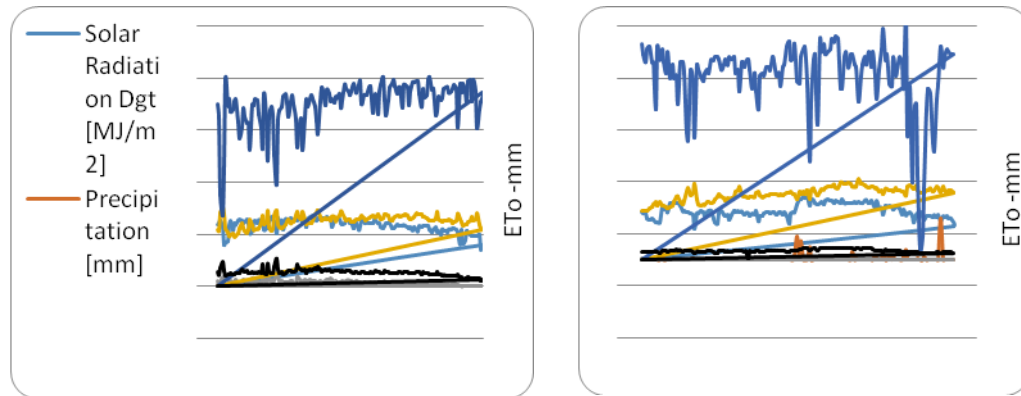 Solar
Radiati
on Dgt
[MJ/m
2]
Precipi
tation
[mm]
ETo -mm
ETo -mm